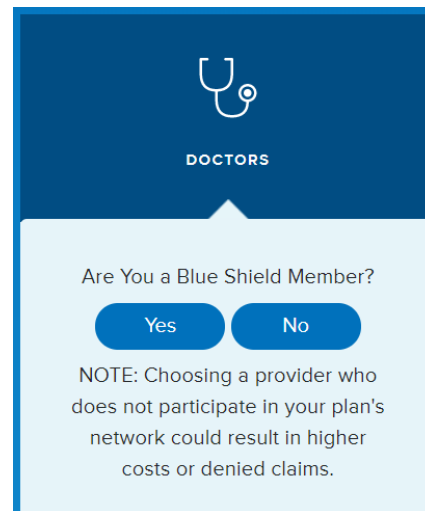 DOCTORS
Are You a Blue Shield Member?
Yes No
NOTE: Choosing a provider who
does not participate in your plan's
network could result in higher
costs or denied claims.